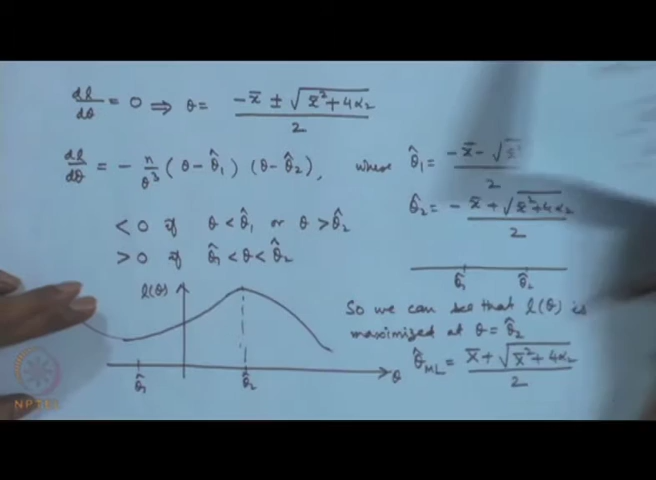 dl/dθ = 0 ⟹ θ = (-x̄ ± √(x̄² + 4α₂))/2
dl/dθ = - n/θ³ (θ - θ̂₁) (θ - θ̂₂), where θ̂₁ = (-x̄ - √x̄²)/2
< 0 if θ < θ̂₁ or θ > θ̂₂
θ̂₂ = (-x̄ + √(x̄² + 4α₂))/2
> 0 if θ̂₁ < θ < θ̂₂
θ̂₁ θ̂₂
l(θ)
So we can see that l(θ) is
maximized at θ = θ̂₂
θ̂_ML = (x̄ + √(x̄² + 4α₂))/2
θ
θ̂₁ θ̂₂
NPTEL